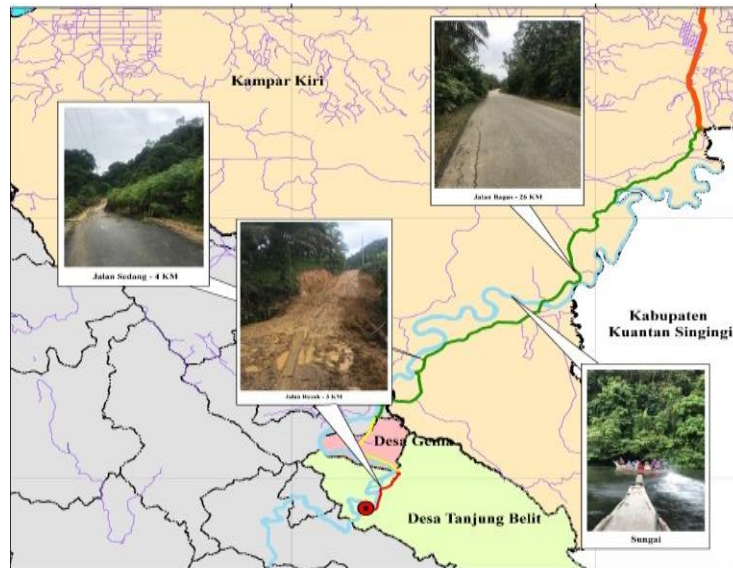 Kampar Kiri
Jalan Bagus - 26 KM
Jalan Sedang - 4 KM
Jalan Rusak - 3 KM
Kabupaten
Kuantan Singingi
Desa Gema
Desa Tanjung Belit
Sungai